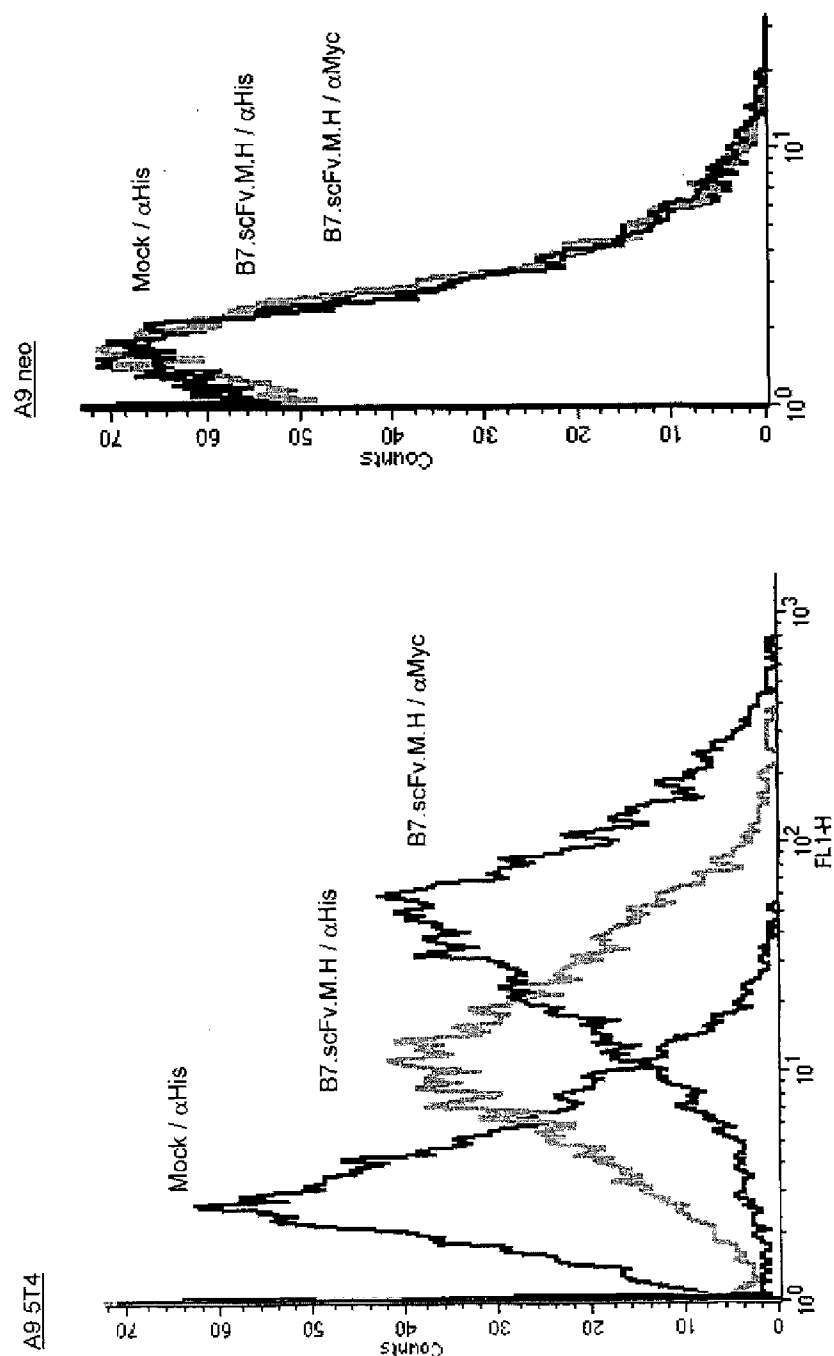 A9 5T4
Mock / αHis
B7.scFv.M.H / αHis
B7.scFv.M.H / αMyc
Counts
70
60
50
40
30
20
10
0
10⁰
10¹
10²
10³
FL1-H
A9 neo
Mock / αHis
B7.scFv.M.H / αHis
B7.scFv.M.H / αMyc
Counts
70
60
50
40
30
20
10
0
10⁰
10¹